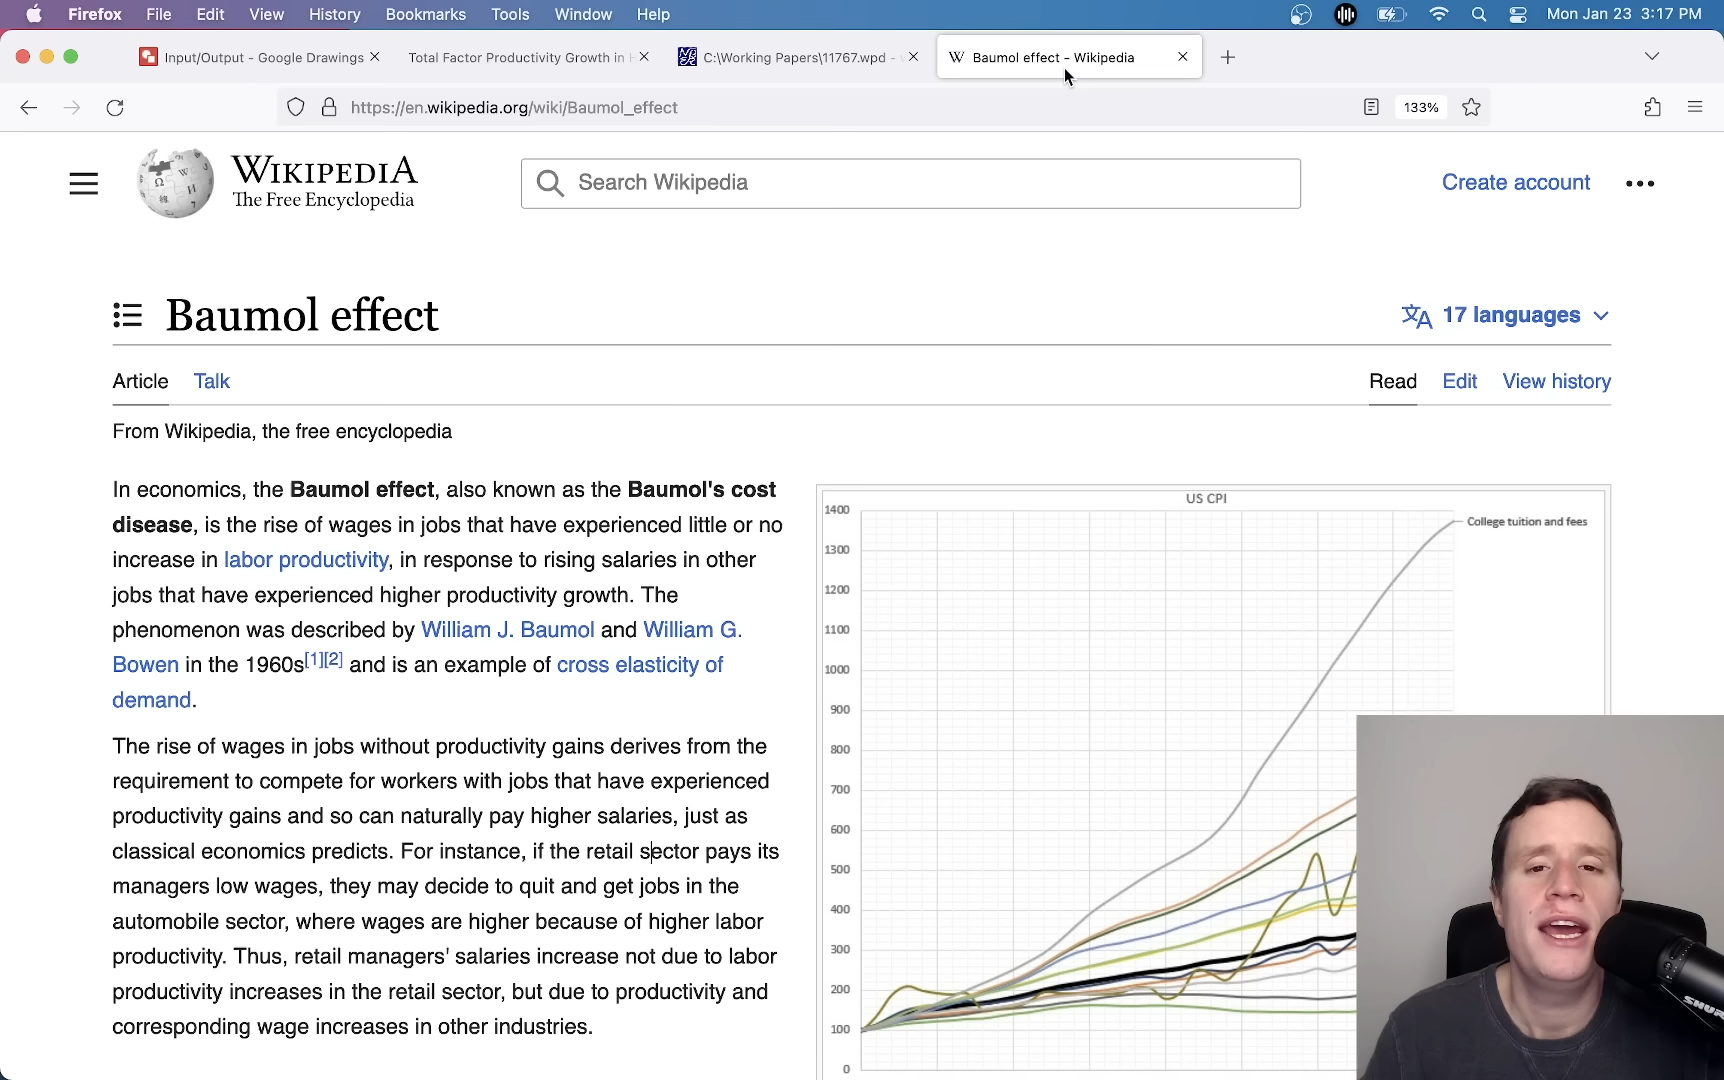 Firefox File Edit View History Bookmarks Tools Window Help Mon Jan 23 3:17 PM
Input/Output - Google Drawings Total Factor Productivity Growth in C:\Working Papers\11767.wpd - W Baumol effect - Wikipedia
https://en.wikipedia.org/wiki/Baumol_effect 133%
WIKIPEDIA
The Free Encyclopedia
Search Wikipedia
Create account
Baumol effect
17 languages
Article Talk
Read Edit View history
From Wikipedia, the free encyclopedia
In economics, the Baumol effect, also known as the Baumol's cost
disease, is the rise of wages in jobs that have experienced little or no
increase in labor productivity, in response to rising salaries in other
jobs that have experienced higher productivity growth. The
phenomenon was described by William J. Baumol and William G.
Bowen in the 1960s[1][2] and is an example of cross elasticity of
demand.
The rise of wages in jobs without productivity gains derives from the
requirement to compete for workers with jobs that have experienced
productivity gains and so can naturally pay higher salaries, just as
classical economics predicts. For instance, if the retail sector pays its
managers low wages, they may decide to quit and get jobs in the
automobile sector, where wages are higher because of higher labor
productivity. Thus, retail managers' salaries increase not due to labor
productivity increases in the retail sector, but due to productivity and
corresponding wage increases in other industries.
US CPI
College tuition and fees
1400
1300
1200
1100
1000
900
800
700
600
500
400
300
200
100
0
SHURE